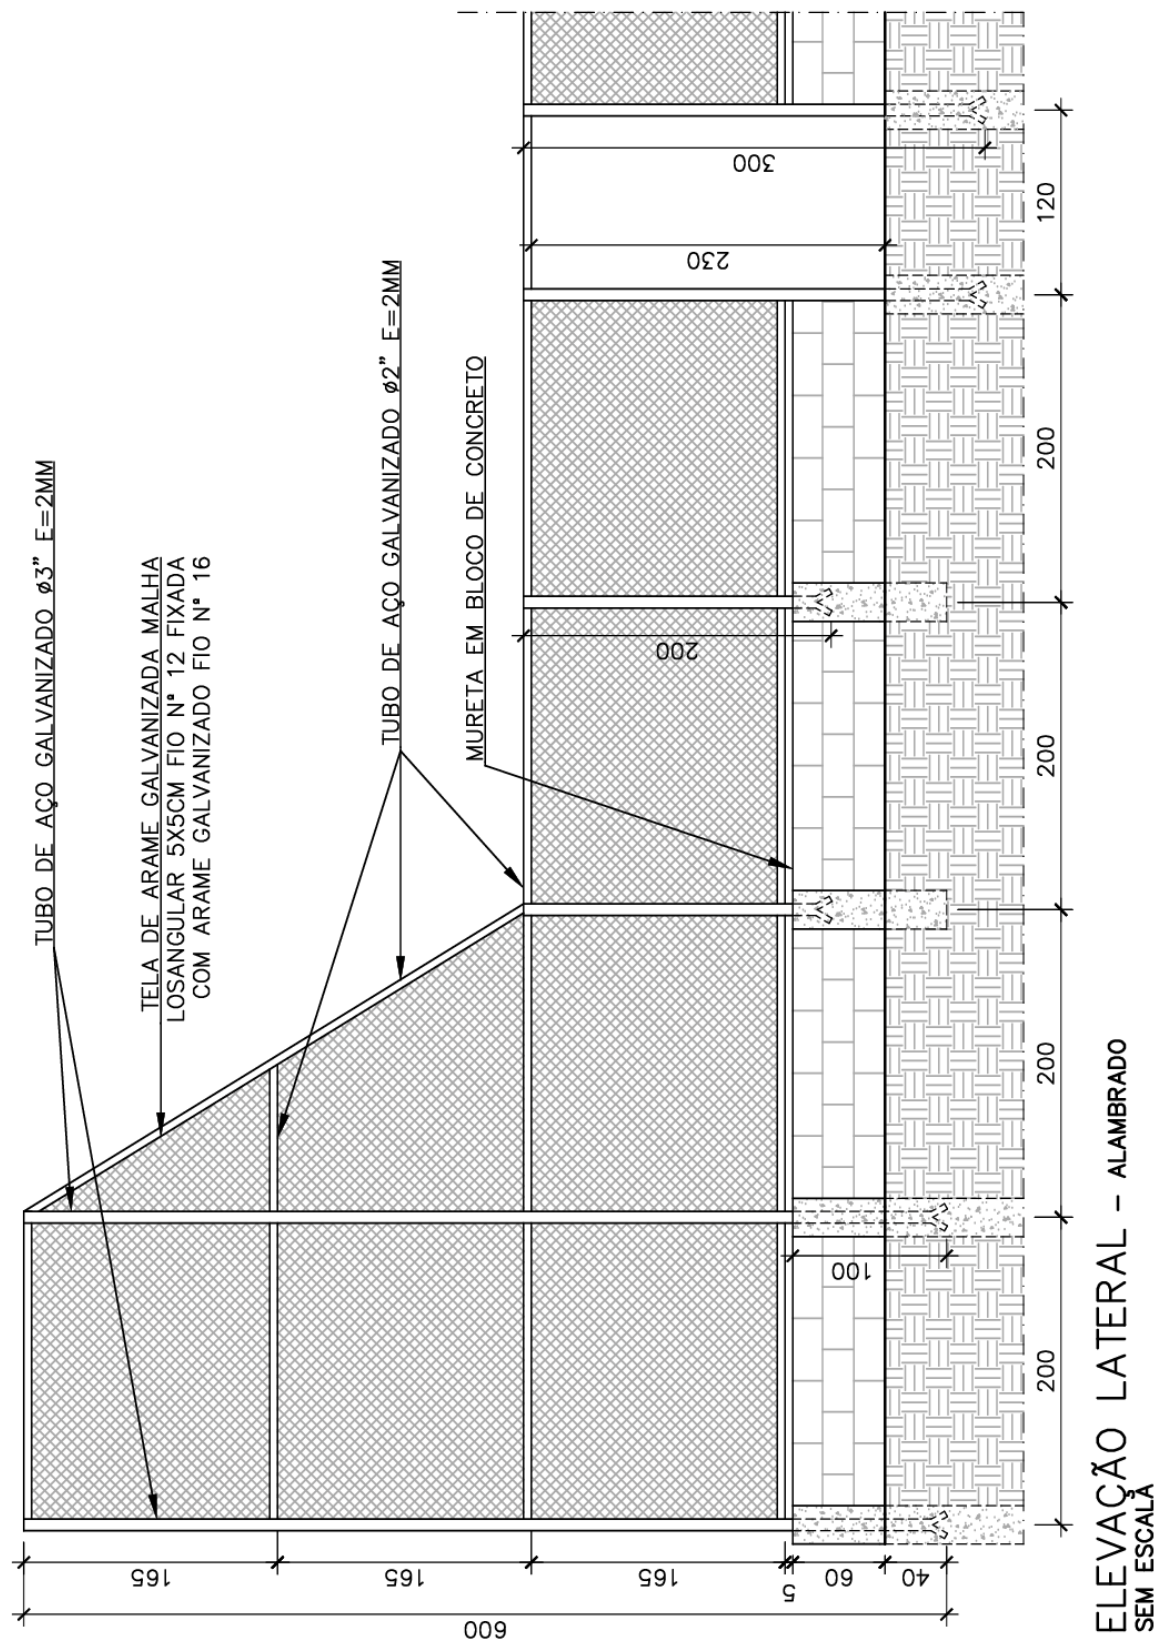 TUBO DE AÇO GALVANIZADO ø3" E=2MM
TELA DE ARAME GALVANIZADA MALHA
LOSANGULAR 5X5CM FIO Nº 12 FIXADA
COM ARAME GALVANIZADO FIO Nº 16
TUBO DE AÇO GALVANIZADO ø2" E=2MM
MURETA EM BLOCO DE CONCRETO
600
165
165
165
5
60
40
100
200
230
300
200
200
200
200
120
ELEVAÇÃO LATERAL - ALAMBRADO
SEM ESCALA